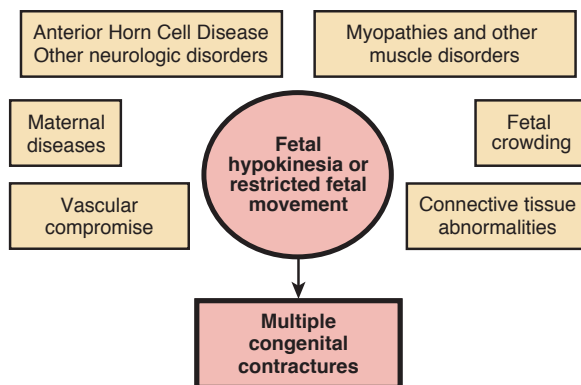 Anterior Horn Cell Disease
Other neurologic disorders
Myopathies and other
muscle disorders
Maternal
diseases
Fetal
hypokinesia or
restricted fetal
movement
Fetal
crowding
Vascular
compromise
Connective tissue
abnormalities
Multiple
congenital
contractures